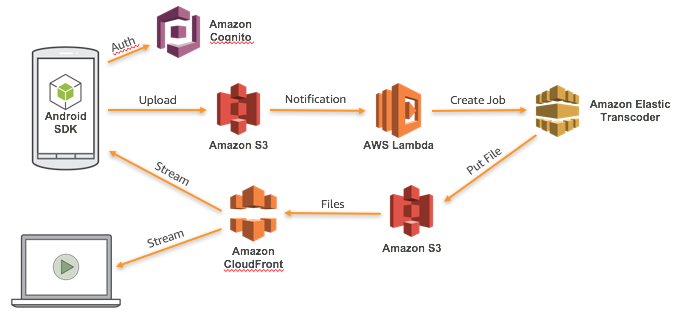 Amazon
Cognito
Auth
Android
SDK
Upload
Amazon S3
Notification
AWS Lambda
Create Job
Amazon Elastic
Transcoder
Put File
Stream
Files
Amazon S3
Amazon
CloudFront
Stream